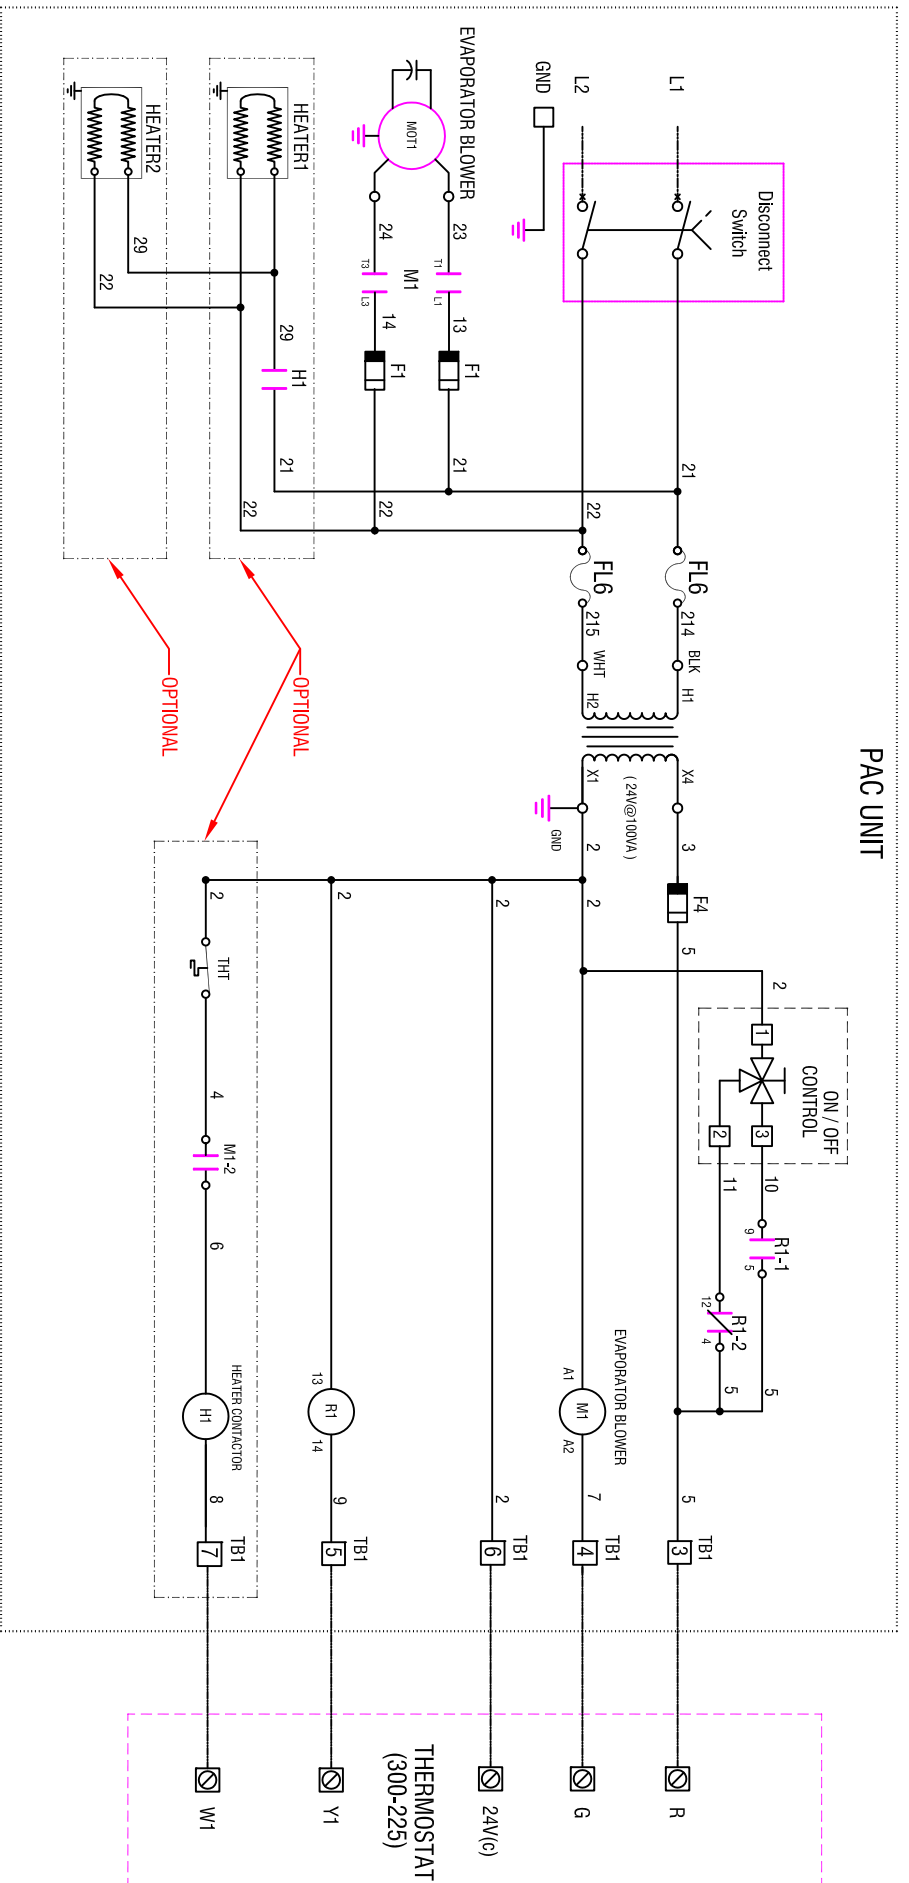 PAC UNIT
L1
L2
GND
Disconnect
Switch
21
22
FL6
FL6
214
215
BLK
WHT
H1
H2
X4
X1
( 24V@100VA )
GND
3
2
F4
5
2
2
ON / OFF
CONTROL
1
3
2
10
11
R1-1
9
5
R1-2
12
4
5
5
EVAPORATOR BLOWER
MOT1
23
24
M1
T1
L1
T3
L3
13
14
F1
F1
21
22
HEATER1
29
H1
21
22
HEATER2
29
22
OPTIONAL
OPTIONAL
EVAPORATOR BLOWER
A1
M1
A2
7
TB1
4
5
TB1
3
2
2
TB1
6
2
13
R1
14
9
TB1
5
2
THT
4
M1-2
6
HEATER CONTACTOR
H1
8
TB1
7
THERMOSTAT
(300-225)
R
G
24V(c)
Y1
W1